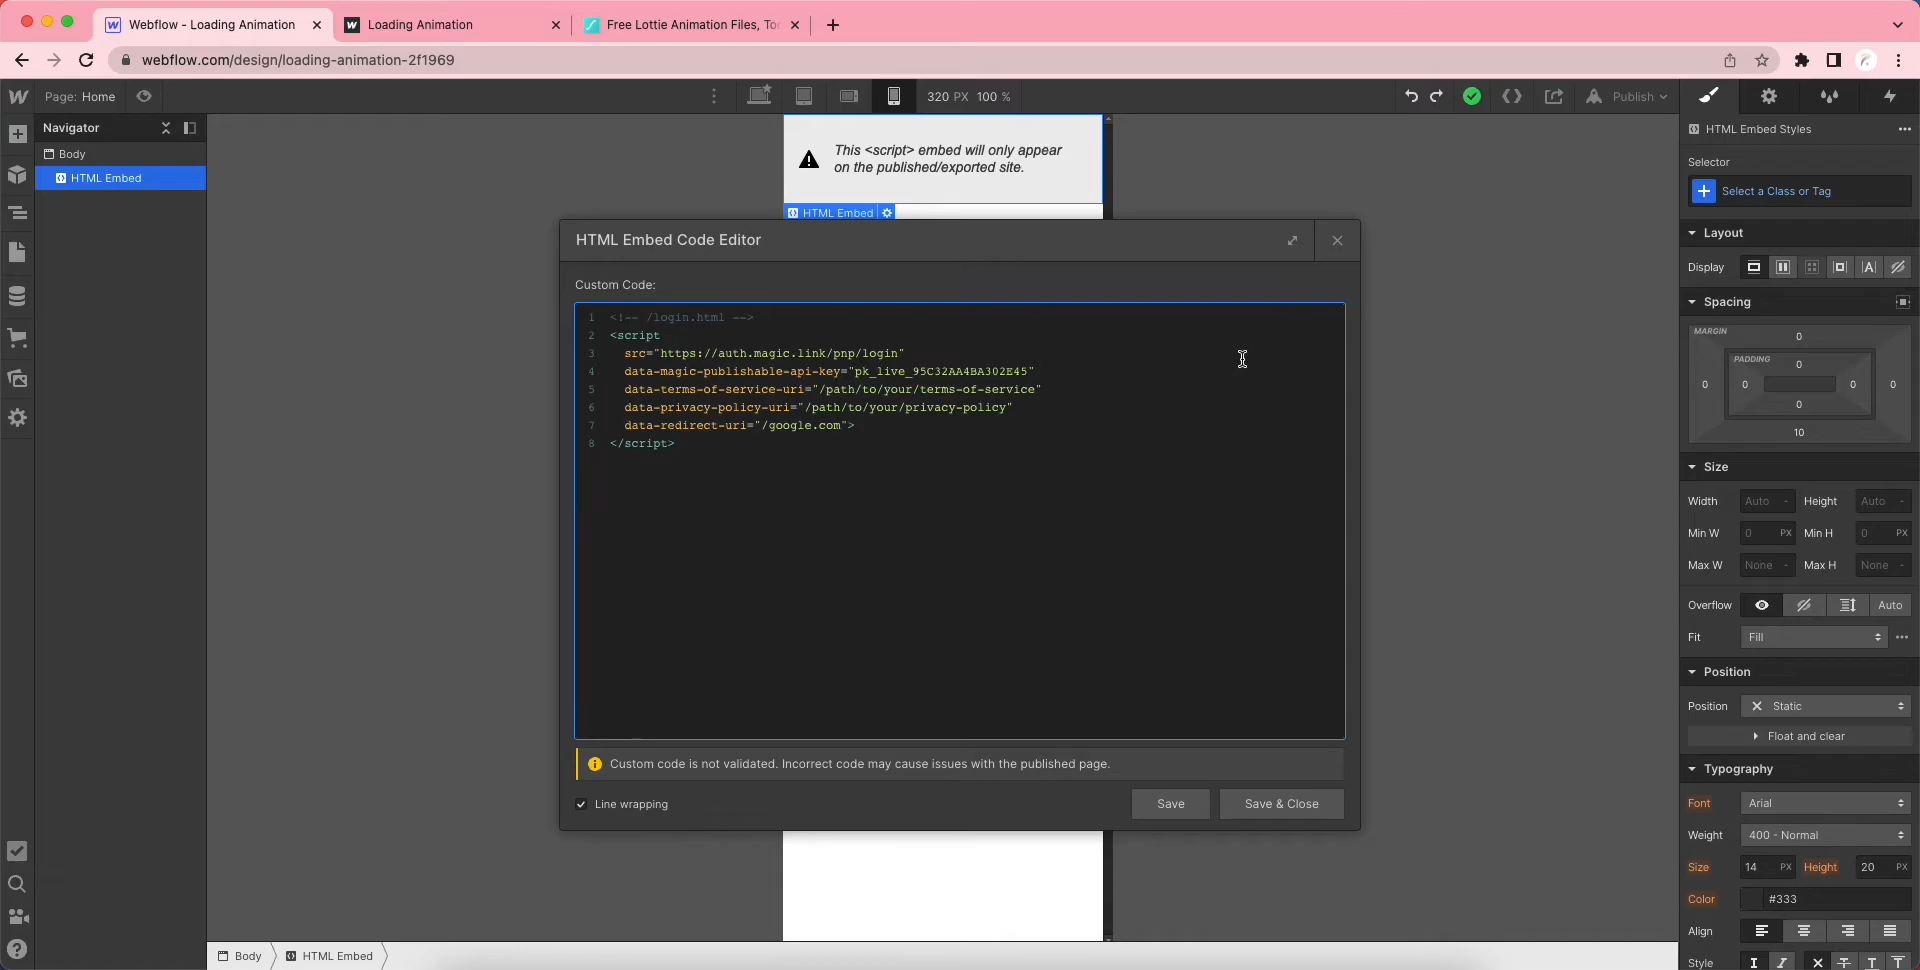 Webflow - Loading Animation
Loading Animation
Free Lottie Animation Files, Too
webflow.com/design/loading-animation-2f1969
Page: Home
320 PX 100 %
Publish
Navigator
Body
HTML Embed
This <script> embed will only appear
on the published/exported site.
HTML Embed
HTML Embed Code Editor
Custom Code:
1 <!-- /login.html -->
2 <script
3 src="https://auth.magic.link/pnp/login"
4 data-magic-publishable-api-key="pk_live_95C32AA4BA302E45"
5 data-terms-of-service-uri="/path/to/your/terms-of-service"
6 data-privacy-policy-uri="/path/to/your/privacy-policy"
7 data-redirect-uri="/google.com">
8 </script>
Custom code is not validated. Incorrect code may cause issues with the published page.
Line wrapping
Save
Save & Close
Body
HTML Embed
HTML Embed Styles
Selector
Select a Class or Tag
Layout
Display
Spacing
MARGIN
0
PADDING
0
0 0 0 0
0
10
Size
Width Auto - Height Auto -
Min W 0 PX Min H 0 PX
Max W None - Max H None -
Overflow Auto
Fit Fill
Position
Position Static
Float and clear
Typography
Font Arial
Weight 400 - Normal
Size 14 PX Height 20 PX
Color #333
Align
Style